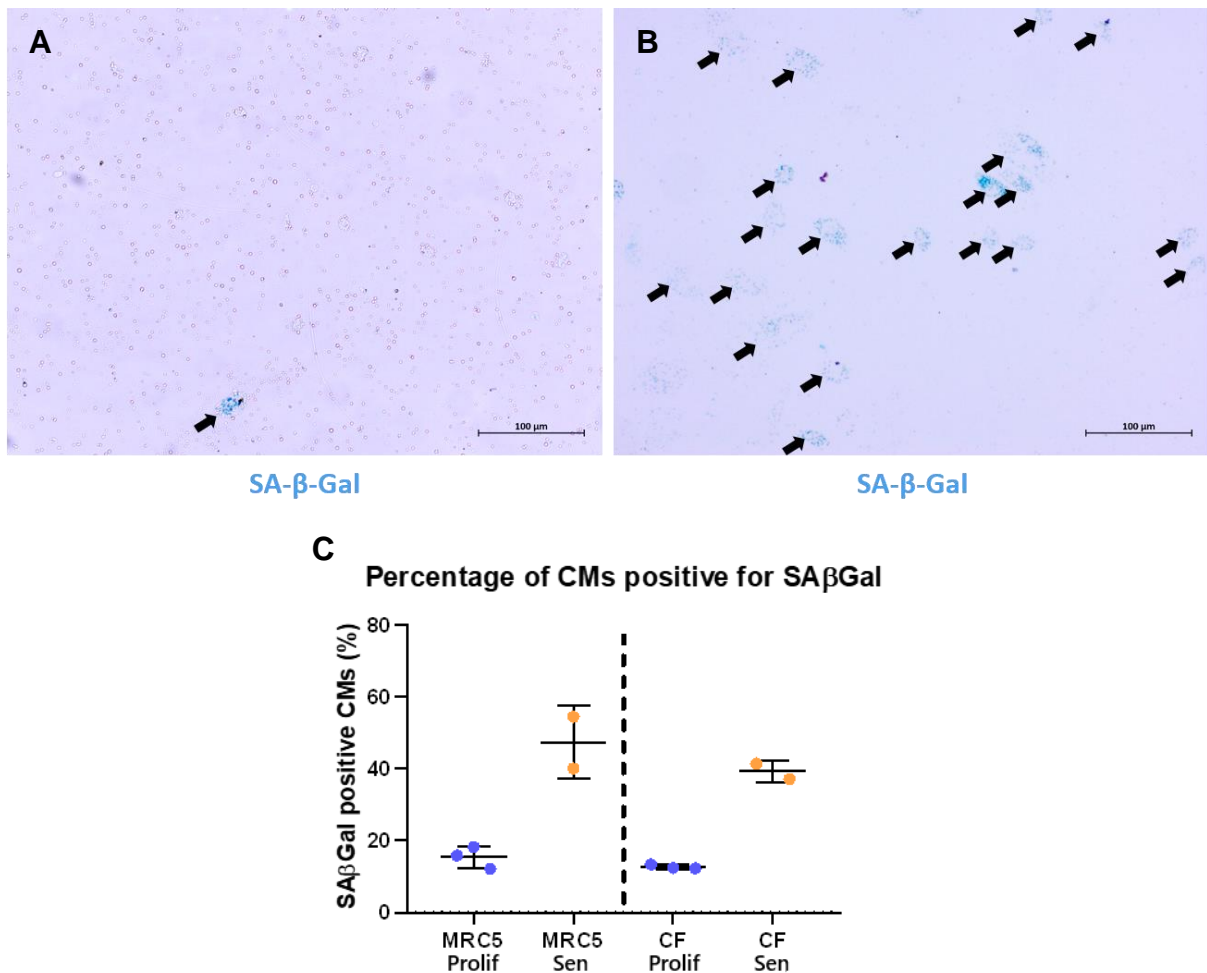 A
B
100 µm
100 µm
SA-β-Gal
SA-β-Gal
C
Percentage of CMs positive for SAβGal
SAβGal positive CMs (%)
80
60
40
20
0
MRC5
Prolif
MRC5
Sen
CF
Prolif
CF
Sen